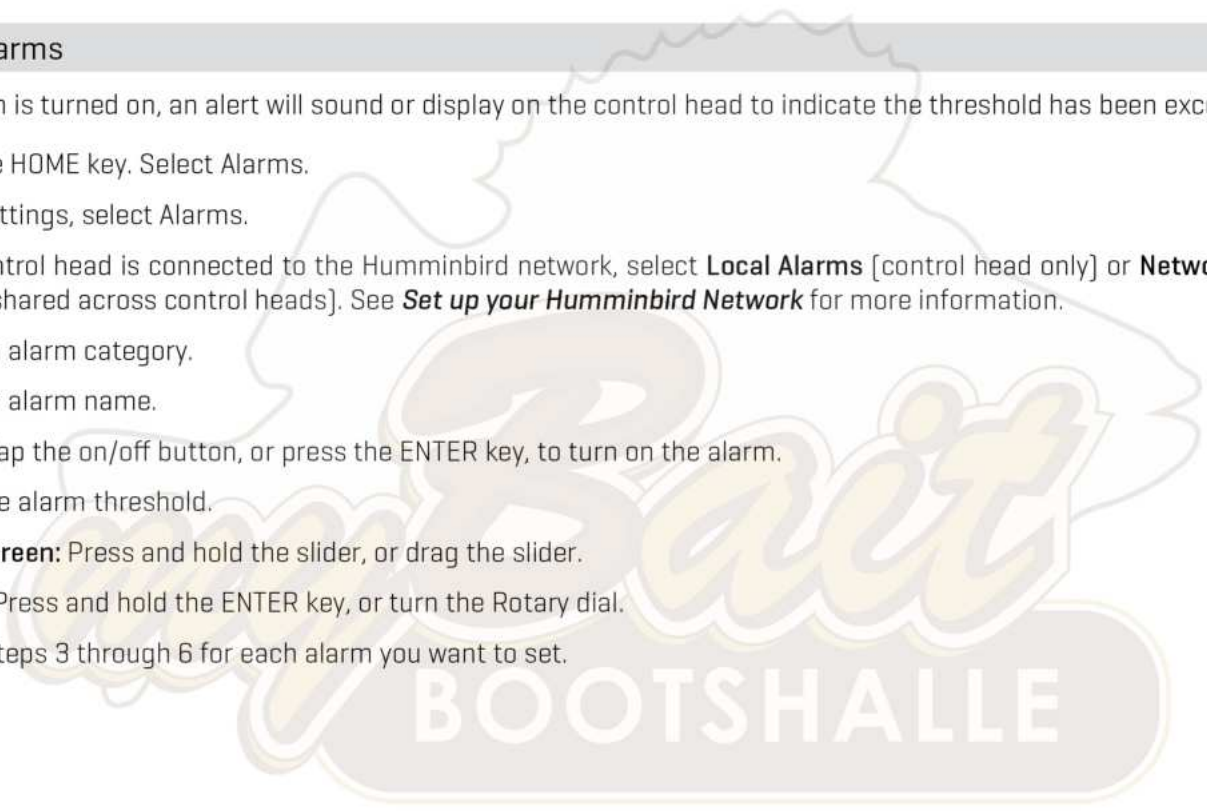 arms
n is turned on, an alert will sound or display on the control head to indicate the threshold has been exc
e HOME key. Select Alarms.
ttings, select Alarms.
ntrol head is connected to the Humminbird network, select Local Alarms (control head only) or Netwo
shared across control heads). See Set up your Humminbird Network for more information.
alarm category.
alarm name.
ap the on/off button, or press the ENTER key, to turn on the alarm.
e alarm threshold.
reen: Press and hold the slider, or drag the slider.
Press and hold the ENTER key, or turn the Rotary dial.
teps 3 through 6 for each alarm you want to set.
myBait
BOOTSHALLE